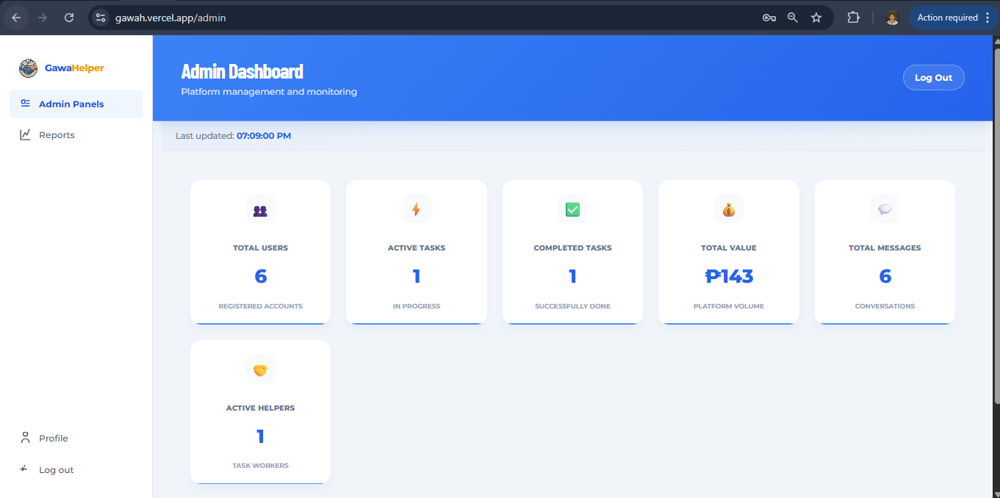 gawah.vercel.app/admin
Action required
GawaHelper
Admin Panels
Reports
Profile
Log out
Admin Dashboard
Platform management and monitoring
Log Out
Last updated: 07:09:00 PM
TOTAL USERS
6
REGISTERED ACCOUNTS
ACTIVE TASKS
1
IN PROGRESS
COMPLETED TASKS
1
SUCCESSFULLY DONE
TOTAL VALUE
₱143
PLATFORM VOLUME
TOTAL MESSAGES
6
CONVERSATIONS
ACTIVE HELPERS
1
TASK WORKERS